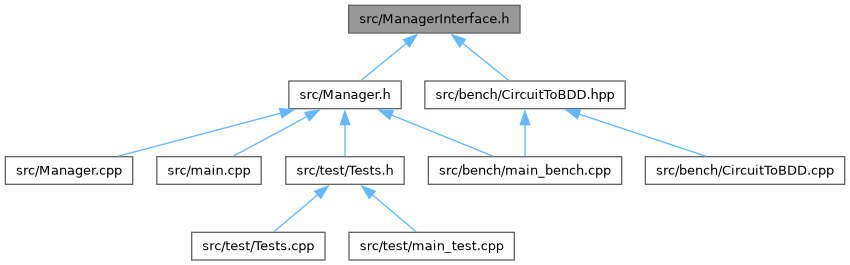 src/ManagerInterface.h
src/Manager.h
src/bench/CircuitToBDD.hpp
src/Manager.cpp
src/main.cpp
src/test/Tests.h
src/bench/main_bench.cpp
src/bench/CircuitToBDD.cpp
src/test/Tests.cpp
src/test/main_test.cpp